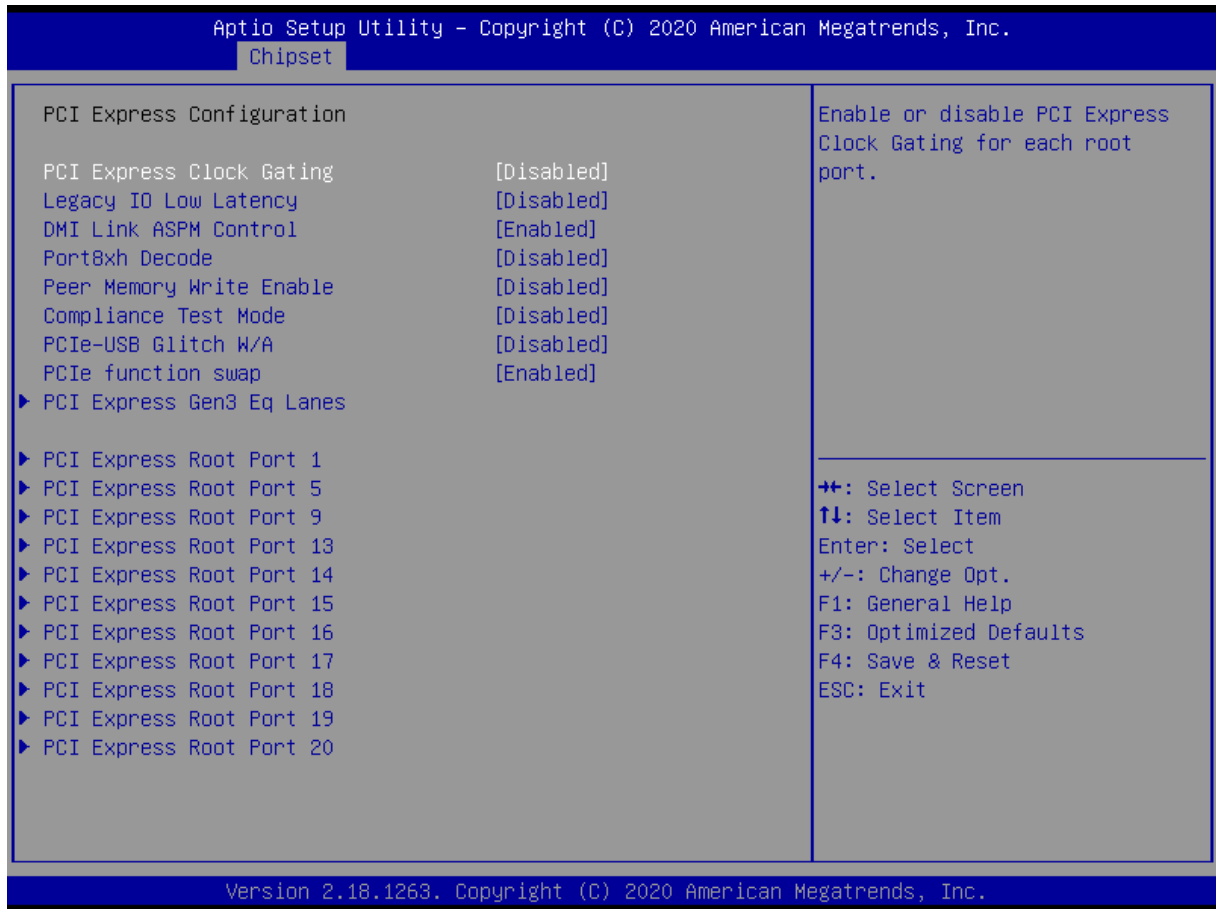 Aptio Setup Utility – Copyright (C) 2020 American Megatrends, Inc.
Chipset
PCI Express Configuration
PCI Express Clock Gating [Disabled]
Legacy IO Low Latency [Disabled]
DMI Link ASPM Control [Enabled]
Port8xh Decode [Disabled]
Peer Memory Write Enable [Disabled]
Compliance Test Mode [Disabled]
PCIe-USB Glitch W/A [Disabled]
PCIe function swap [Enabled]
PCI Express Gen3 Eq Lanes
PCI Express Root Port 1
PCI Express Root Port 5
PCI Express Root Port 9
PCI Express Root Port 13
PCI Express Root Port 14
PCI Express Root Port 15
PCI Express Root Port 16
PCI Express Root Port 17
PCI Express Root Port 18
PCI Express Root Port 19
PCI Express Root Port 20
Enable or disable PCI Express
Clock Gating for each root
port.
→←: Select Screen
↑↓: Select Item
Enter: Select
+/-: Change Opt.
F1: General Help
F3: Optimized Defaults
F4: Save & Reset
ESC: Exit
Version 2.18.1263. Copyright (C) 2020 American Megatrends, Inc.